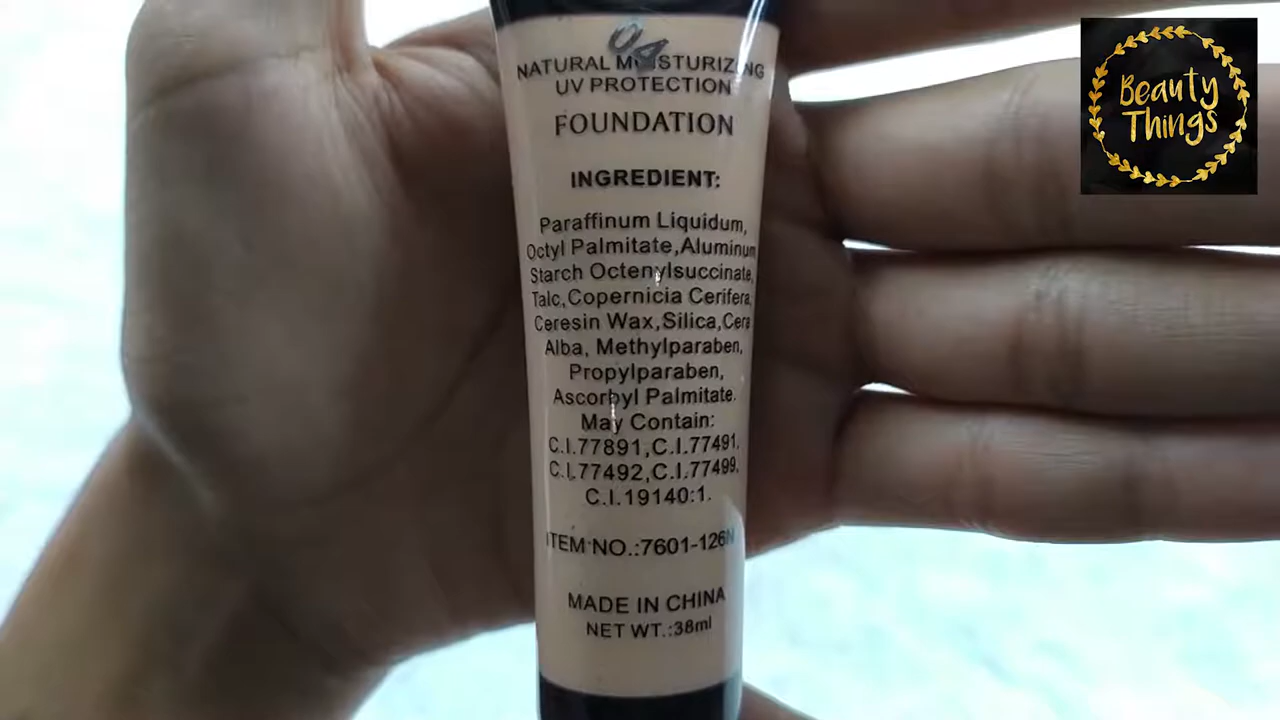 04
NATURAL MOISTURIZING
UV PROTECTION
FOUNDATION
INGREDIENT:
Paraffinum Liquidum,
Octyl Palmitate,Aluminum
Starch Octenylsuccinate,
Talc,Copernicia Cerifera,
Ceresin Wax,Silica,Cera
Alba, Methylparaben,
Propylparaben,
Ascorbyl Palmitate.
May Contain:
C.I.77891,C.I.77491,
C.I.77492,C.I.77499,
C.I.19140:1.
ITEM NO.:7601-126N
MADE IN CHINA
NET WT.:38ml
Beauty
Things